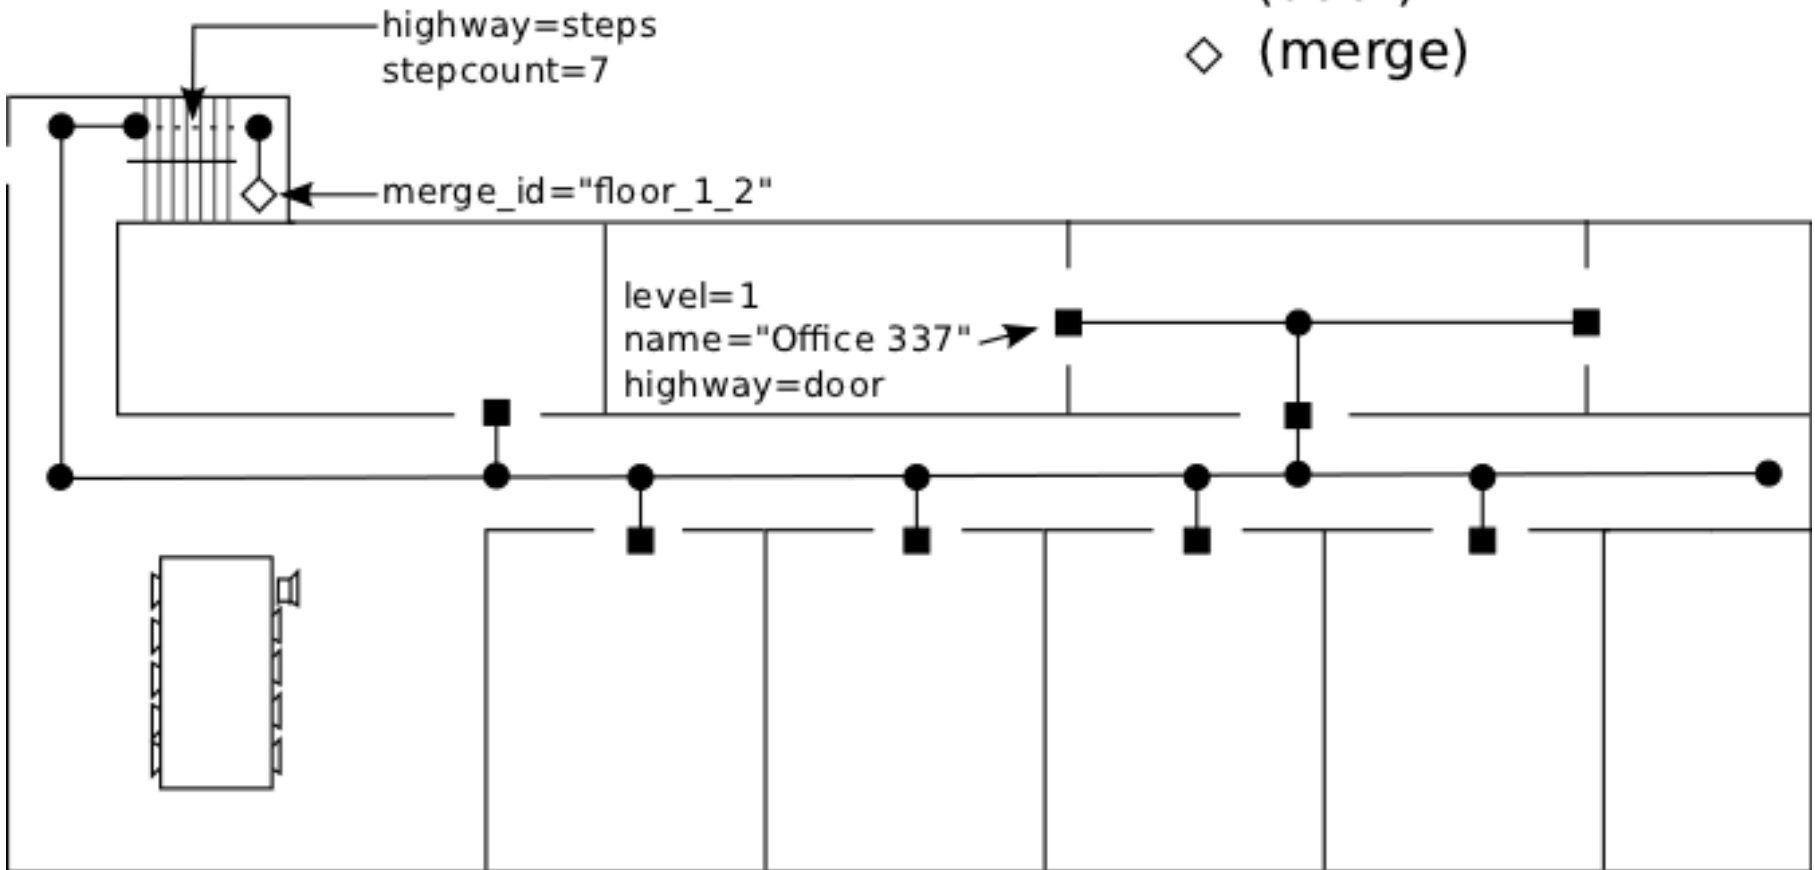 highway=steps
stepcount=7
(merge)
merge_id="floor_1_2"
level=1
name="Office 337"
highway=door